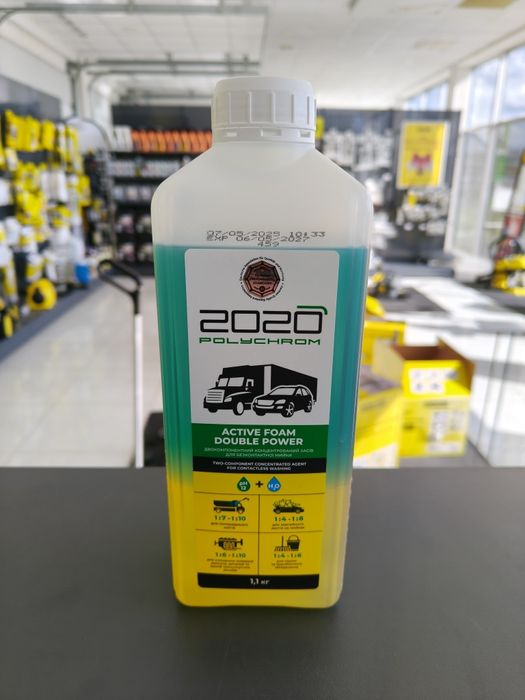 07/05/2025 10:33
EXP 06/05/2027
459
2020
POLYCHROM
ACTIVE FOAM
DOUBLE POWER
ДВОКОМПОНЕНТНИЙ КОНЦЕНТРОВАНИЙ ЗАСІБ
ДЛЯ БЕЗКОНТАКТНОЇ МИЙКИ
TWO-COMPONENT CONCENTRATED AGENT
FOR CONTACTLESS WASHING
pH
12
+
H₂O
1:7 - 1:10
1:4 - 1:8
1:5 - 1:10
1:4 - 1:6
1,1 кг